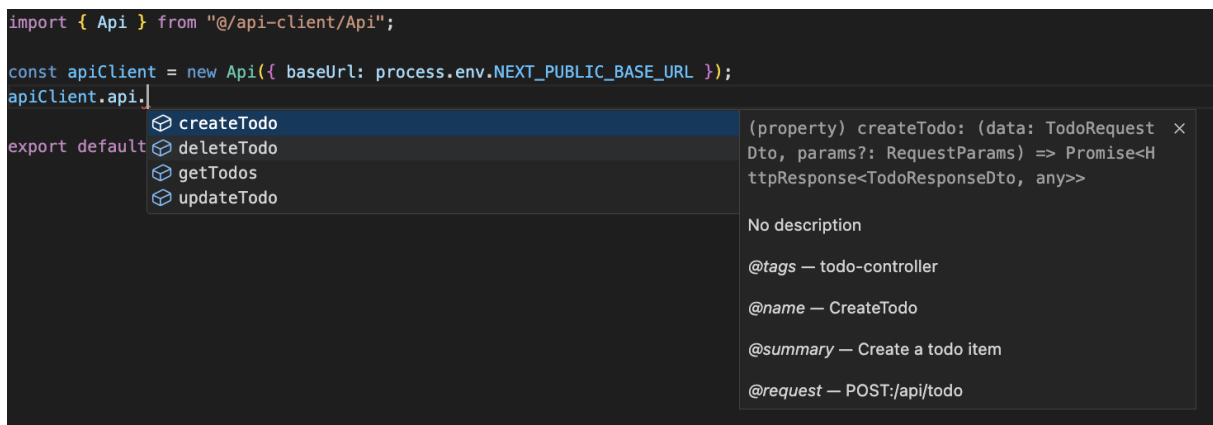 import { Api } from "@/api-client/Api";
const apiClient = new Api({ baseUrl: process.env.NEXT_PUBLIC_BASE_URL });
apiClient.api.
export default
createTodo
deleteTodo
getTodos
updateTodo
(property) createTodo: (data: TodoRequest
Dto, params?: RequestParams) => Promise<H
ttpResponse<TodoResponseDto, any>>
No description
@tags — todo-controller
@name — CreateTodo
@summary — Create a todo item
@request — POST:/api/todo